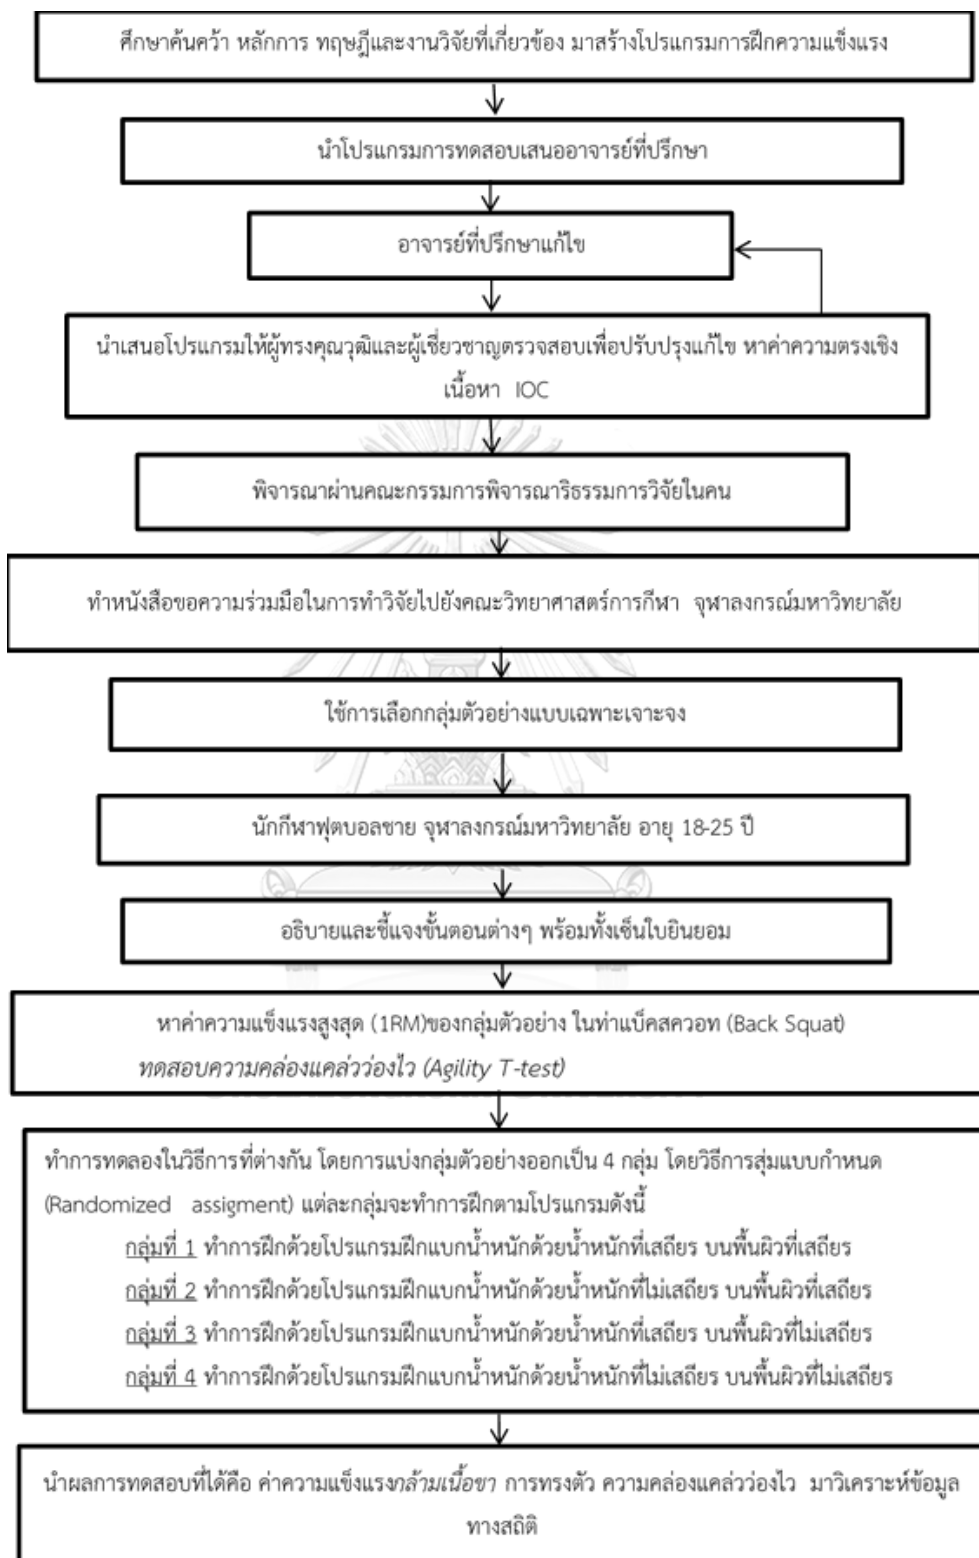 ศึกษาค้นคว้า หลักการ ทฤษฎีและงานวิจัยที่เกี่ยวข้อง มาสร้างโปรแกรมการฝึกความแข็งแรง
นำโปรแกรมการทดสอบเสนออาจารย์ที่ปรึกษา
อาจารย์ที่ปรึกษาแก้ไข
นำเสนอโปรแกรมให้ผู้ทรงคุณวุฒิและผู้เชี่ยวชาญตรวจสอบเพื่อปรับปรุงแก้ไข หาค่าความตรงเชิง
เนื้อหา IOC
พิจารณาผ่านคณะกรรมการพิจารณาริธรรมการวิจัยในคน
ทำหนังสือขอความร่วมมือในการทำวิจัยไปยังคณะวิทยาศาสตร์การกีฬา จุฬาลงกรณ์มหาวิทยาลัย
ใช้การเลือกกลุ่มตัวอย่างแบบเฉพาะเจาะจง
นักกีฬาฟุตบอลชาย จุฬาลงกรณ์มหาวิทยาลัย อายุ 18-25 ปี
อธิบายและชี้แจงขั้นตอนต่างๆ พร้อมทั้งเซ็นใบยินยอม
หาค่าความแข็งแรงสูงสุด (1RM)ของกลุ่มตัวอย่าง ในท่าแบ็คสควอท (Back Squat)
ทดสอบความคล่องแคล่วว่องไว (Agility T-test)
ทำการทดลองในวิธีการที่ต่างกัน โดยการแบ่งกลุ่มตัวอย่างออกเป็น 4 กลุ่ม โดยวิธีการสุ่มแบบกำหนด
(Randomized assigment) แต่ละกลุ่มจะทำการฝึกตามโปรแกรมดังนี้
กลุ่มที่ 1 ทำการฝึกด้วยโปรแกรมฝึกแบกน้ำหนักด้วยน้ำหนักที่เสถียร บนพื้นผิวที่เสถียร
กลุ่มที่ 2 ทำการฝึกด้วยโปรแกรมฝึกแบกน้ำหนักด้วยน้ำหนักที่ไม่เสถียร บนพื้นผิวที่เสถียร
กลุ่มที่ 3 ทำการฝึกด้วยโปรแกรมฝึกแบกน้ำหนักด้วยน้ำหนักที่เสถียร บนพื้นผิวที่ไม่เสถียร
กลุ่มที่ 4 ทำการฝึกด้วยโปรแกรมฝึกแบกน้ำหนักด้วยน้ำหนักที่ไม่เสถียร บนพื้นผิวที่ไม่เสถียร
นำผลการทดสอบที่ได้คือ ค่าความแข็งแรงกล้ามเนื้อขา การทรงตัว ความคล่องแคล่วว่องไว มาวิเคราะห์ข้อมูล
ทางสถิติ